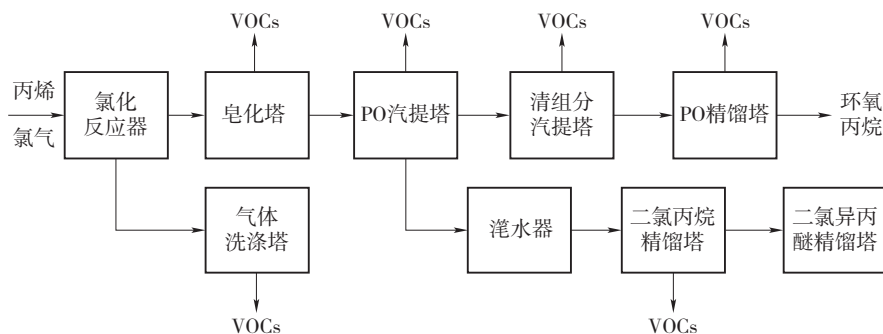 VOCs
VOCs
VOCs
VOCs
丙烯
氯气
氯化
反应器
皂化塔
PO汽提塔
清组分
汽提塔
PO精馏塔
环氧
丙烷
气体
洗涤塔
滗水器
二氯丙烷
精馏塔
二氯异丙
醚精馏塔
VOCs
VOCs